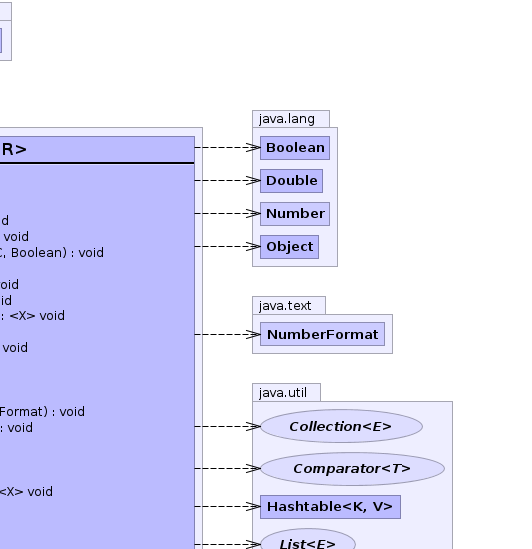 R>
d
void
C, Boolean) : void
oid
id
: <X> void
void
Format) : void
: void
<X> void
java.lang
Boolean
Double
Number
Object
java.text
NumberFormat
java.util
Collection<E>
Comparator<T>
Hashtable<K, V>
List<E>